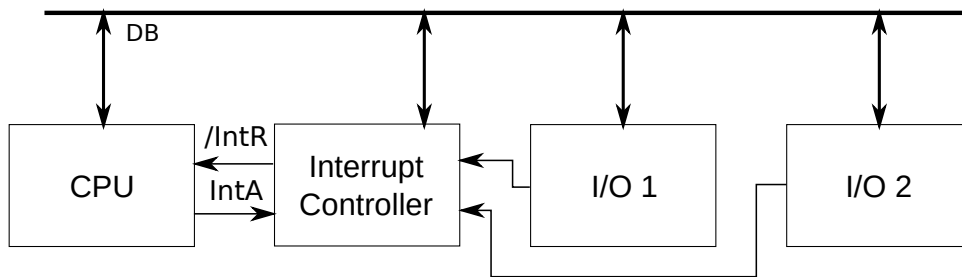 DB
CPU
/IntR
IntA
Interrupt
Controller
I/O 1
I/O 2